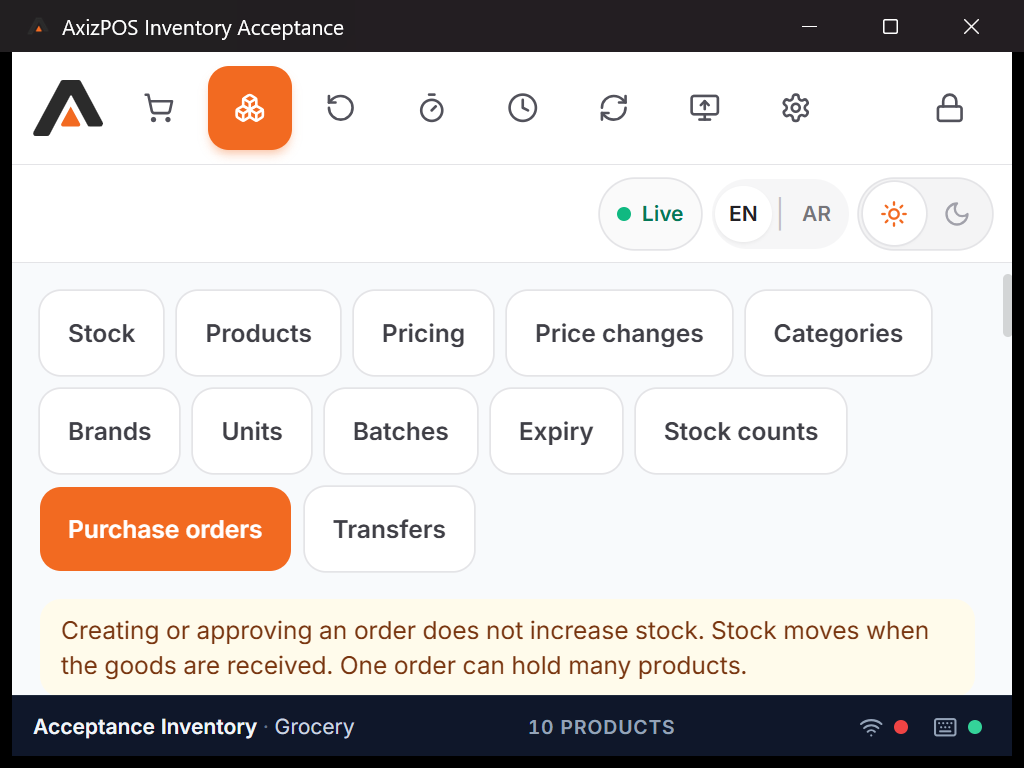 AxizPOS Inventory Acceptance
Live
EN
AR
Stock
Products
Pricing
Price changes
Categories
Brands
Units
Batches
Expiry
Stock counts
Purchase orders
Transfers
Creating or approving an order does not increase stock. Stock moves when
the goods are received. One order can hold many products.
Acceptance Inventory · Grocery
10 PRODUCTS